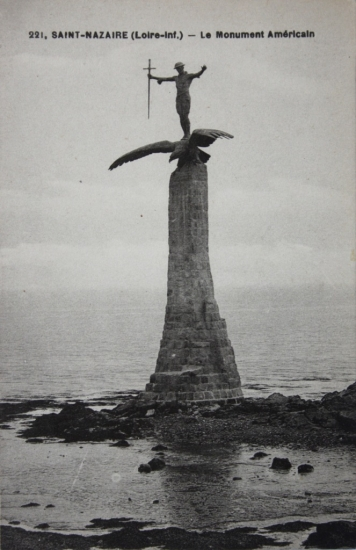 221, SAINT-NAZAIRE (Loire-Inf.) – Le Monument Américain